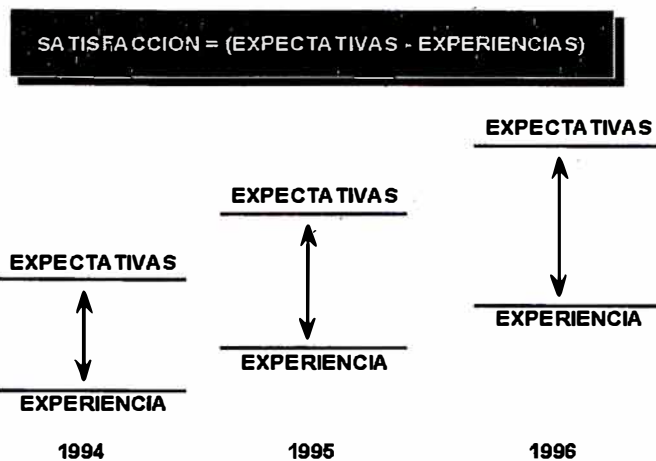 SATISFACCION = (EXPECTATIVAS - EXPERIENCIAS)
EXPECTATIVAS
EXPECTATIVAS
EXPECTATIVAS
EXPERIENCIA
EXPERIENCIA
EXPERIENCIA
1994 1995 1996